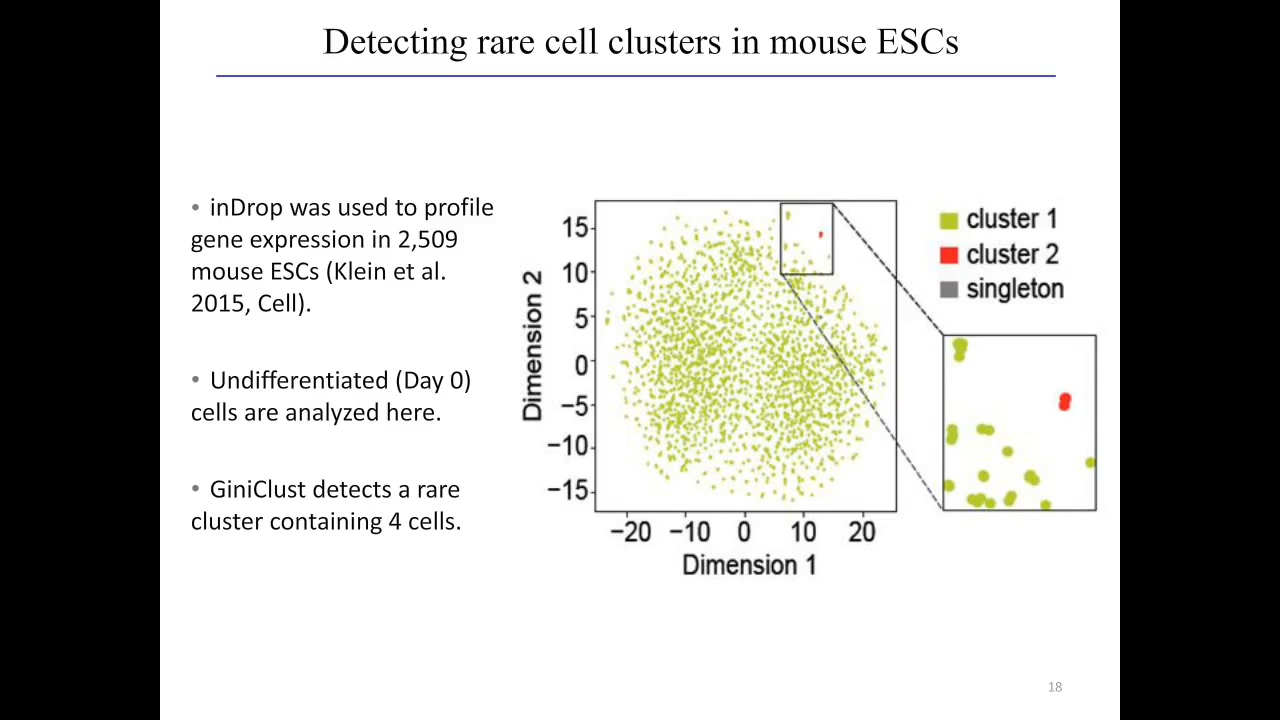 Detecting rare cell clusters in mouse ESCs
• inDrop was used to profile
gene expression in 2,509
mouse ESCs (Klein et al.
2015, Cell).
• Undifferentiated (Day 0)
cells are analyzed here.
• GiniClust detects a rare
cluster containing 4 cells.
Dimension 2
15
10
5
0
−5
−10
−15
−20 −10 0 10 20
Dimension 1
cluster 1
cluster 2
singleton
18